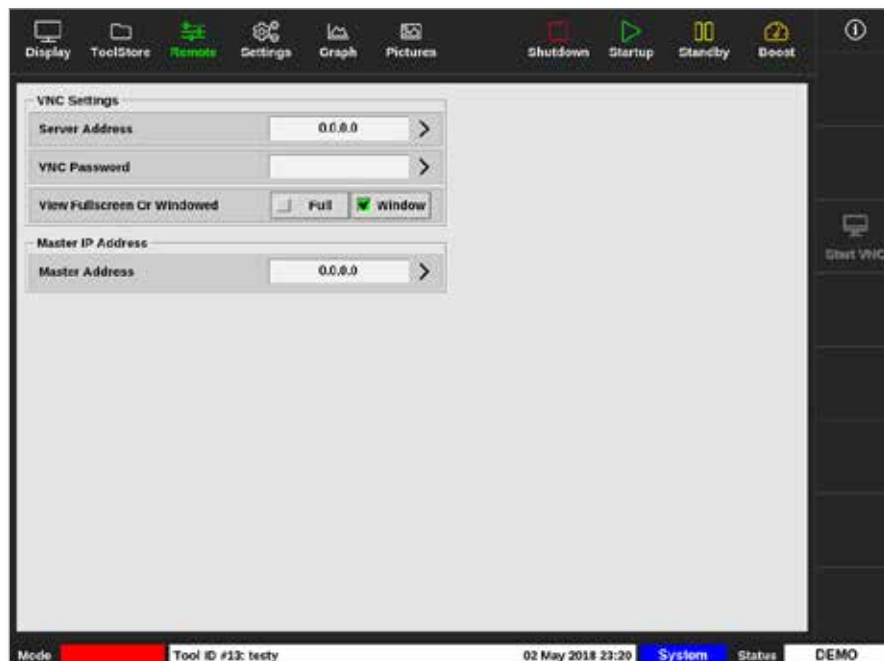 Display ToolStore Remote Settings Graph Pictures Shutdown Startup Standby Boost
VNC Settings
Server Address 0.0.0.0
VNC Password
View Fullscreen Or Windowed Full Window
Start VNC
Master IP Address
Master Address 0.0.0.0
Mode Tool ID #13: testy 02 May 2018 23:20 System Status DEMO